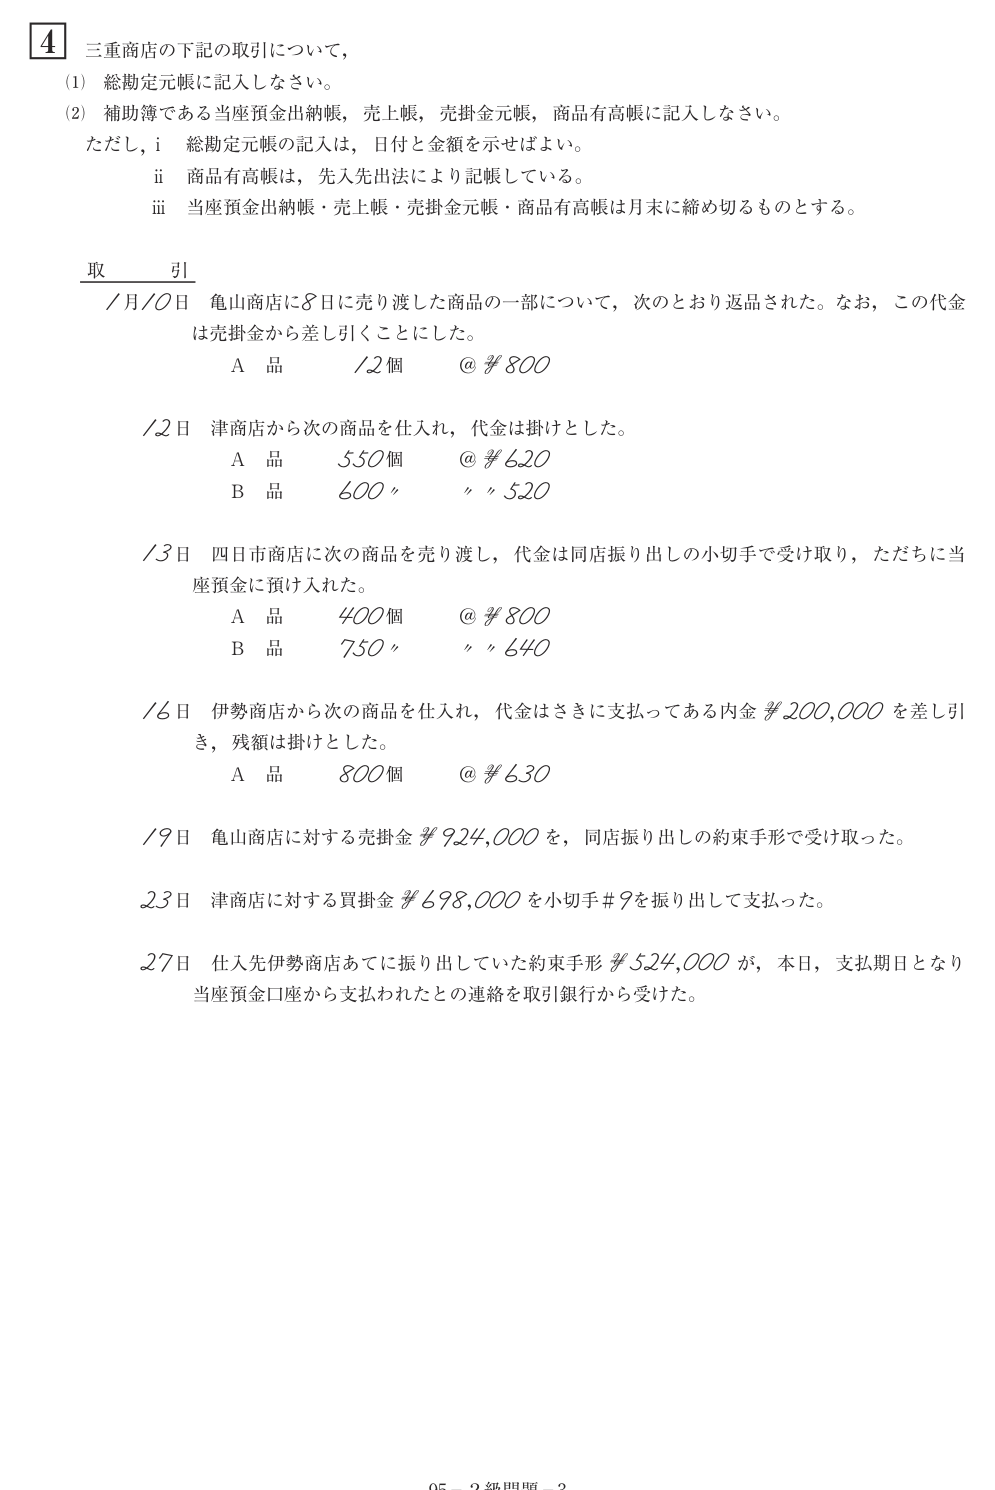 4 三重商店の下記の取引について，
⑴ 総勘定元帳に記入しなさい。
⑵ 補助簿である当座預金出納帳，売上帳，売掛金元帳，商品有高帳に記入しなさい。
ただし，ⅰ 総勘定元帳の記入は，日付と金額を示せばよい。
ⅱ 商品有高帳は，先入先出法により記帳している。
ⅲ 当座預金出納帳・売上帳・売掛金元帳・商品有高帳は月末に締め切るものとする。
取 引
1月10日 亀山商店に8日に売り渡した商品の一部について，次のとおり返品された。なお，この代金
は売掛金から差し引くことにした。
A 品 12個 @¥800
12日 津商店から次の商品を仕入れ，代金は掛けとした。
A 品 550個 @¥620
B 品 600〃 〃〃520
13日 四日市商店に次の商品を売り渡し，代金は同店振り出しの小切手で受け取り，ただちに当
座預金に預け入れた。
A 品 400個 @¥800
B 品 750〃 〃〃640
16日 伊勢商店から次の商品を仕入れ，代金はさきに支払ってある内金¥200,000を差し引
き，残額は掛けとした。
A 品 800個 @¥630
19日 亀山商店に対する売掛金¥924,000を，同店振り出しの約束手形で受け取った。
23日 津商店に対する買掛金¥698,000を小切手#9を振り出して支払った。
27日 仕入先伊勢商店あてに振り出していた約束手形¥524,000が，本日，支払期日となり
当座預金口座から支払われたとの連絡を取引銀行から受けた。
95－2級問題－3